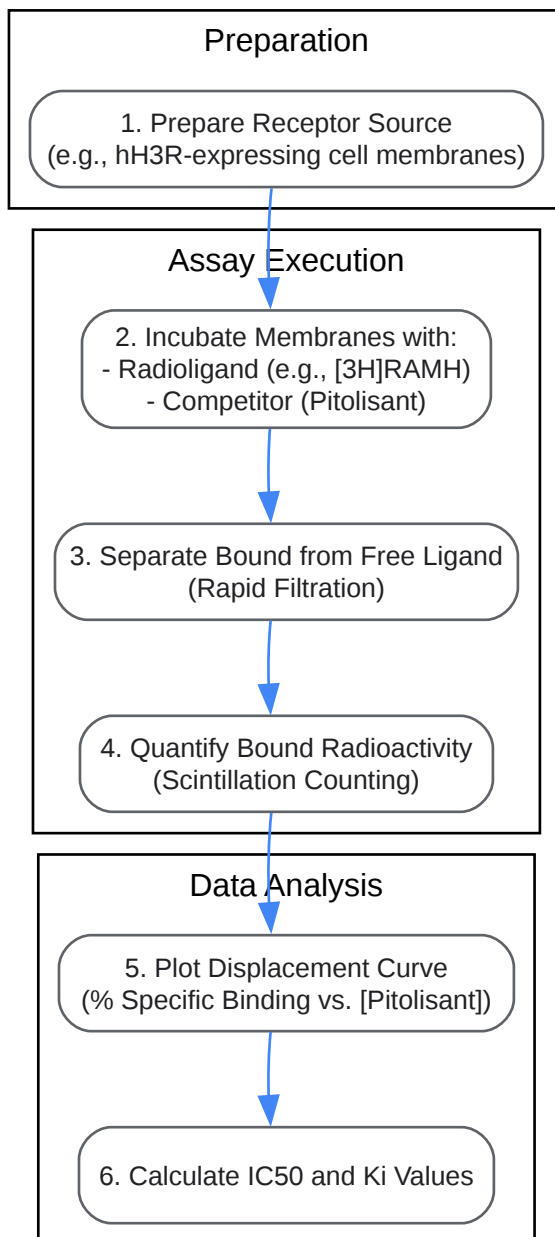 Preparation
1. Prepare Receptor Source
(e.g., hH3R-expressing cell membranes)
Assay Execution
2. Incubate Membranes with:
- Radioligand (e.g., [3H]RAMH)
- Competitor (Pitolisant)
3. Separate Bound from Free Ligand
(Rapid Filtration)
4. Quantify Bound Radioactivity
(Scintillation Counting)
Data Analysis
5. Plot Displacement Curve
(% Specific Binding vs. [Pitolisant])
6. Calculate IC50 and Ki Values